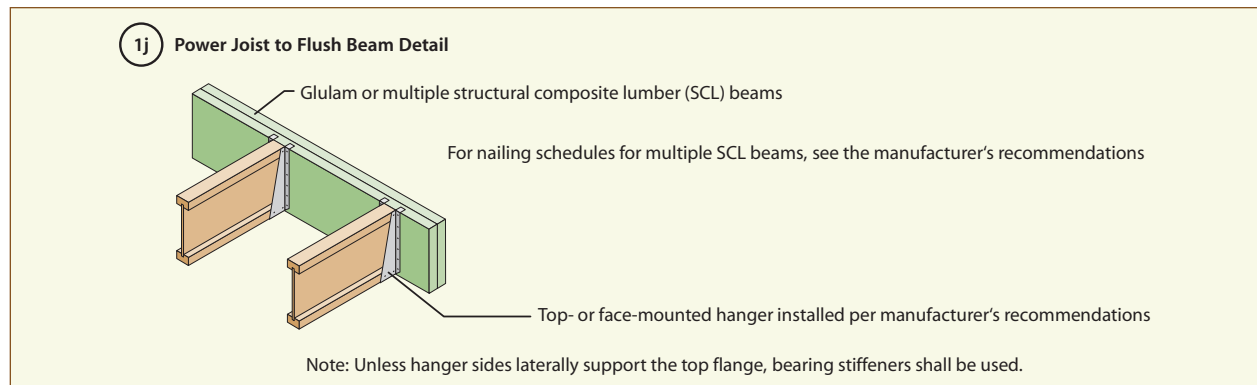 1j Power Joist to Flush Beam Detail
Glulam or multiple structural composite lumber (SCL) beams
For nailing schedules for multiple SCL beams, see the manufacturer‘s recommendations
Top- or face-mounted hanger installed per manufacturer‘s recommendations
Note: Unless hanger sides laterally support the top flange, bearing stiffeners shall be used.